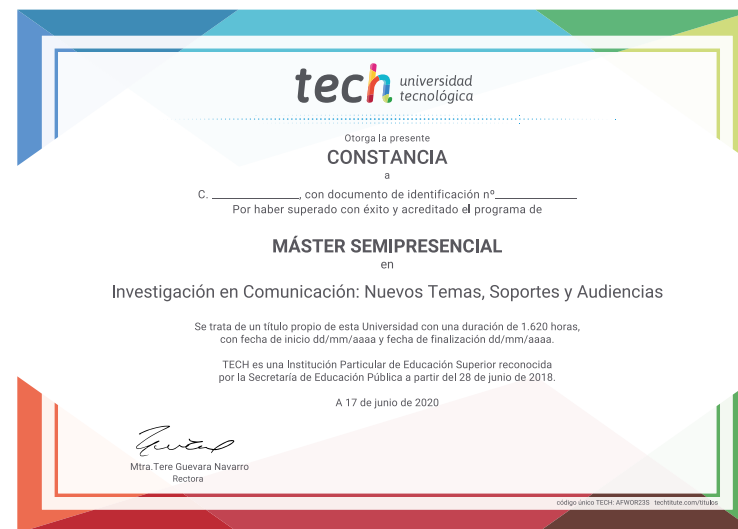 tech universidad
tecnológica
Otorga la presente
CONSTANCIA
a
C. ______________, con documento de identificación nº______________
Por haber superado con éxito y acreditado el programa de
MÁSTER SEMIPRESENCIAL
en
Investigación en Comunicación: Nuevos Temas, Soportes y Audiencias
Se trata de un título propio de esta Universidad con una duración de 1.620 horas,
con fecha de inicio dd/mm/aaaa y fecha de finalización dd/mm/aaaa.
TECH es una Institución Particular de Educación Superior reconocida
por la Secretaría de Educación Pública a partir del 28 de junio de 2018.
A 17 de junio de 2020
Mtra.Tere Guevara Navarro
Rectora
código único TECH: AFWOR23S techtitute.com/titulos